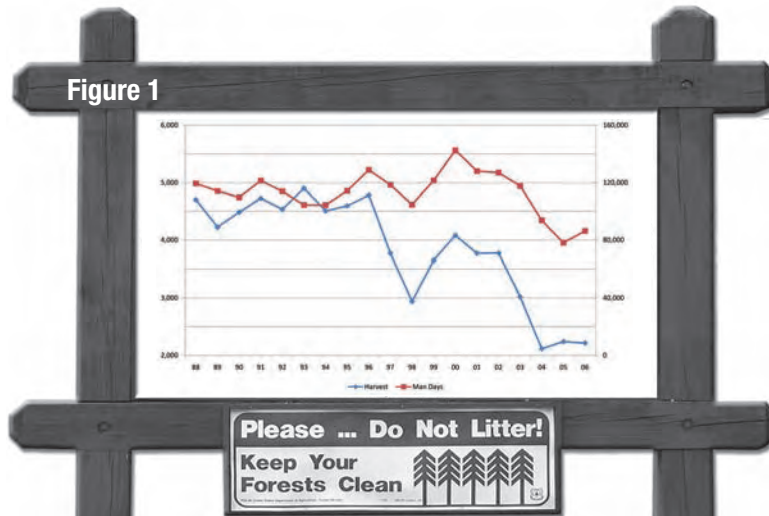 Figure 1
6,000
5,000
4,000
3,000
2,000
160,000
120,000
80,000
40,000
0
88 89 90 91 92 93 94 95 96 97 98 99 00 01 02 03 04 05 06
Harvest Man Days
Please ... Do Not Litter!
Keep Your
Forests Clean